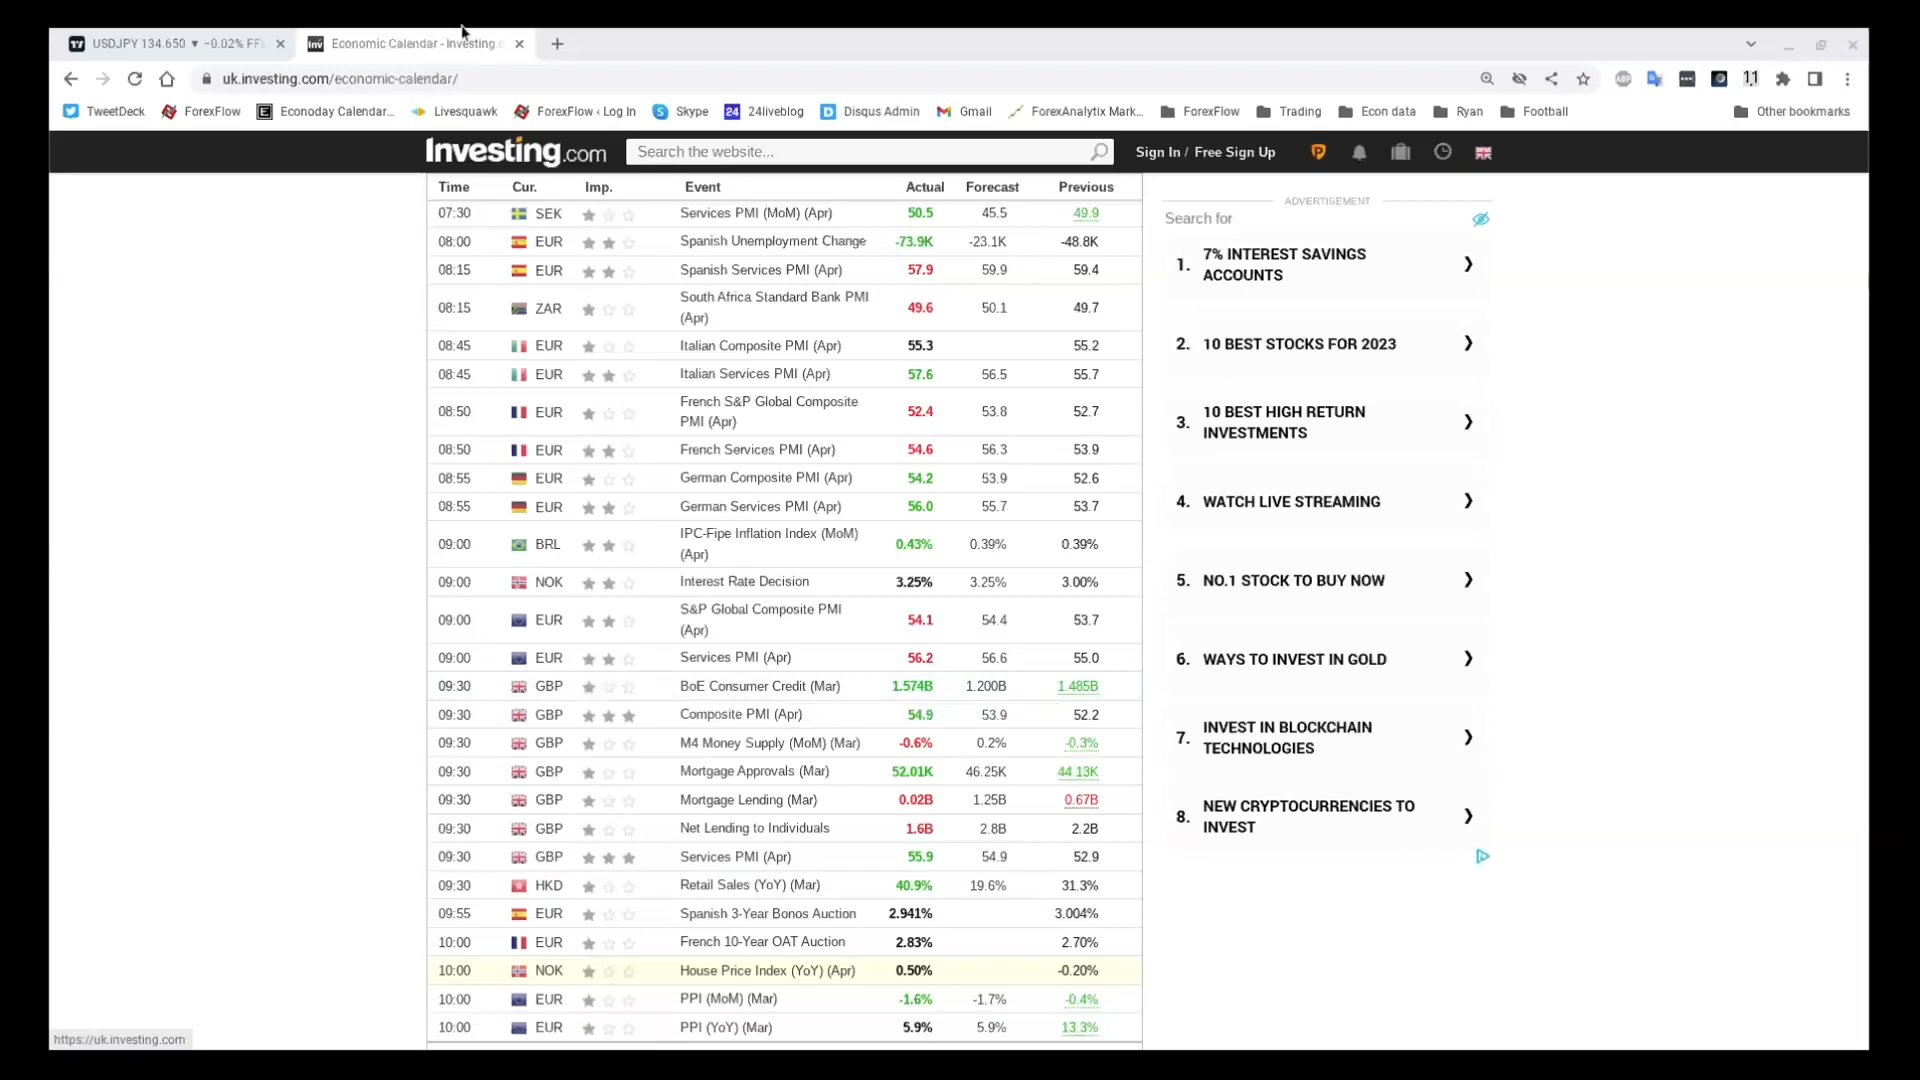 USDJPY 134.650 ▼ −0.02% FF
Economic Calendar - Investing.c
uk.investing.com/economic-calendar/
11
TweetDeck ForexFlow Econoday Calendar... Livesquawk ForexFlow ‹ Log In Skype 24 24liveblog Disqus Admin Gmail ForexAnalytix Mark... ForexFlow Trading Econ data Ryan Football Other bookmarks
Investing.com Search the website... Sign In / Free Sign Up
Time Cur. Imp. Event Actual Forecast Previous
07:30 SEK Services PMI (MoM) (Apr) 50.5 45.5 49.9
08:00 EUR Spanish Unemployment Change -73.9K -23.1K -48.8K
08:15 EUR Spanish Services PMI (Apr) 57.9 59.9 59.4
08:15 ZAR South Africa Standard Bank PMI
(Apr) 49.6 50.1 49.7
08:45 EUR Italian Composite PMI (Apr) 55.3 55.2
08:45 EUR Italian Services PMI (Apr) 57.6 56.5 55.7
08:50 EUR French S&P Global Composite
PMI (Apr) 52.4 53.8 52.7
08:50 EUR French Services PMI (Apr) 54.6 56.3 53.9
08:55 EUR German Composite PMI (Apr) 54.2 53.9 52.6
08:55 EUR German Services PMI (Apr) 56.0 55.7 53.7
09:00 BRL IPC-Fipe Inflation Index (MoM)
(Apr) 0.43% 0.39% 0.39%
09:00 NOK Interest Rate Decision 3.25% 3.25% 3.00%
09:00 EUR S&P Global Composite PMI
(Apr) 54.1 54.4 53.7
09:00 EUR Services PMI (Apr) 56.2 56.6 55.0
09:30 GBP BoE Consumer Credit (Mar) 1.574B 1.200B 1.485B
09:30 GBP Composite PMI (Apr) 54.9 53.9 52.2
09:30 GBP M4 Money Supply (MoM) (Mar) -0.6% 0.2% -0.3%
09:30 GBP Mortgage Approvals (Mar) 52.01K 46.25K 44.13K
09:30 GBP Mortgage Lending (Mar) 0.02B 1.25B 0.67B
09:30 GBP Net Lending to Individuals 1.6B 2.8B 2.2B
09:30 GBP Services PMI (Apr) 55.9 54.9 52.9
09:30 HKD Retail Sales (YoY) (Mar) 40.9% 19.6% 31.3%
09:55 EUR Spanish 3-Year Bonos Auction 2.941% 3.004%
10:00 EUR French 10-Year OAT Auction 2.83% 2.70%
10:00 NOK House Price Index (YoY) (Apr) 0.50% -0.20%
10:00 EUR PPI (MoM) (Mar) -1.6% -1.7% -0.4%
10:00 EUR PPI (YoY) (Mar) 5.9% 5.9% 13.3%
ADVERTISEMENT
Search for
1. 7% INTEREST SAVINGS
ACCOUNTS
2. 10 BEST STOCKS FOR 2023
3. 10 BEST HIGH RETURN
INVESTMENTS
4. WATCH LIVE STREAMING
5. NO.1 STOCK TO BUY NOW
6. WAYS TO INVEST IN GOLD
7. INVEST IN BLOCKCHAIN
TECHNOLOGIES
8. NEW CRYPTOCURRENCIES TO
INVEST
https://uk.investing.com